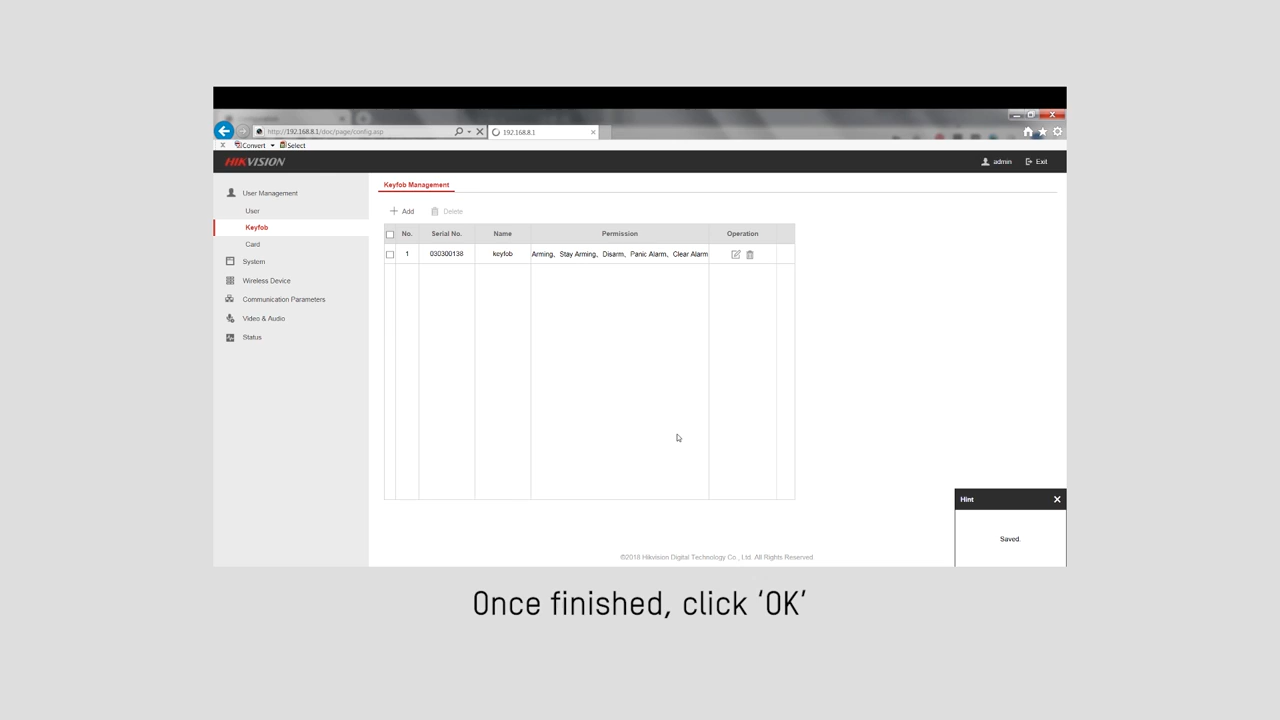 http://192.168.8.1/doc/page/config.asp
192.168.8.1
Convert
Select
HIKVISION
admin
Exit
User Management
User
Keyfob
Card
System
Wireless Device
Communication Parameters
Video & Audio
Status
Keyfob Management
Add
Delete
No. Serial No. Name Permission Operation
1 030300138 keyfob Arming, Stay Arming, Disarm, Panic Alarm, Clear Alarm
Hint
Saved.
©2018 Hikvision Digital Technology Co., Ltd. All Rights Reserved.
Once finished, click ‘OK’